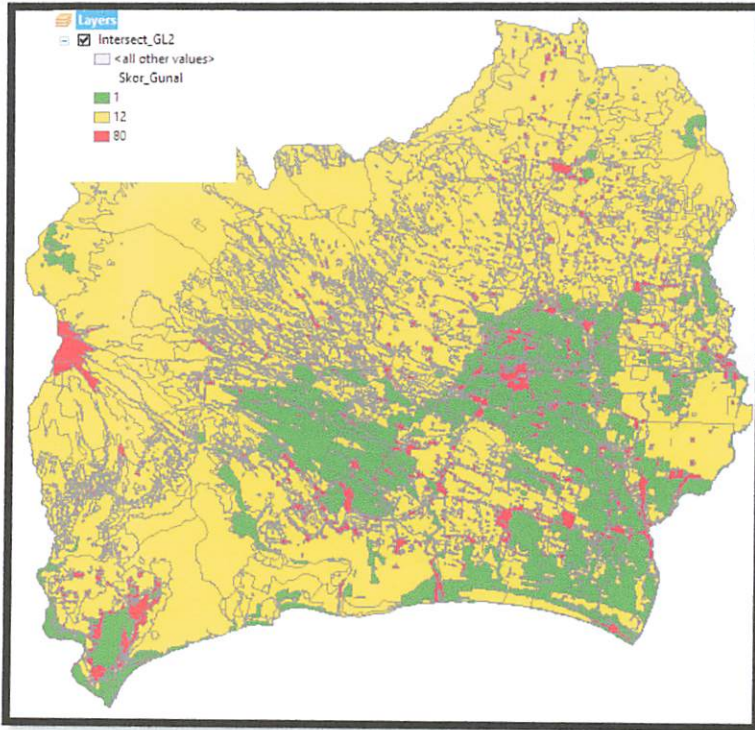 Layers
Intersect_GL2
<all other values>
Skor_Gunal
1
12
80